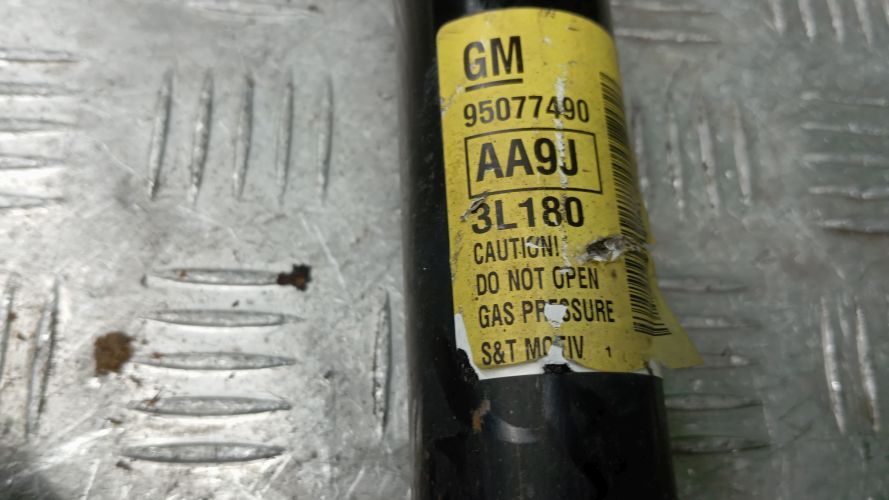 GM
95077490
AA9J
3L180
CAUTION!
DO NOT OPEN
GAS PRESSURE
S&T MOTIV 1